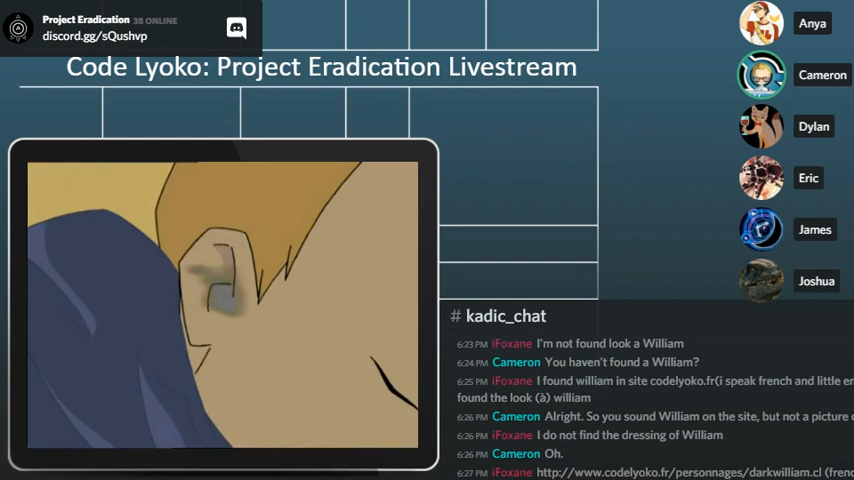 Project Eradication 38 ONLINE
discord.gg/sQushvp
Code Lyoko: Project Eradication Livestream
Anya
Cameron
Dylan
Eric
James
Joshua
# kadic_chat
6:23 PM iFoxane I'm not found look a William
6:24 PM Cameron You haven't found a William?
6:25 PM iFoxane I found william in site codelyoko.fr(i speak french and little en
found the look (à) william
6:26 PM Cameron Alright. So you sound William on the site, but not a picture o
6:26 PM iFoxane I do not find the dressing of William
6:26 PM Cameron Oh.
6:27 PM iFoxane http://www.codelyoko.fr/personnages/darkwilliam.cl (frenc